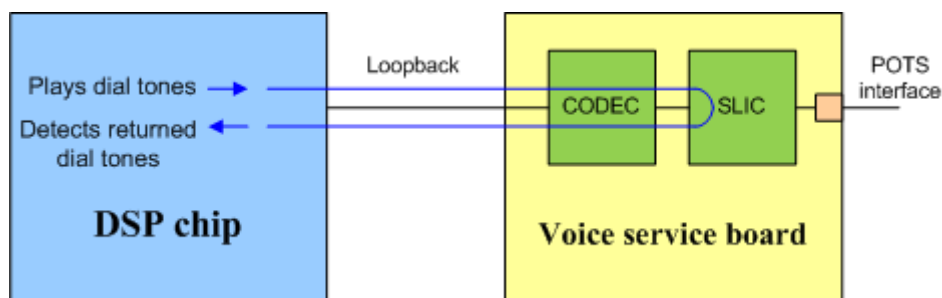 Plays dial tones
Detects returned
dial tones
DSP chip
Loopback
CODEC
SLIC
Voice service board
POTS
interface